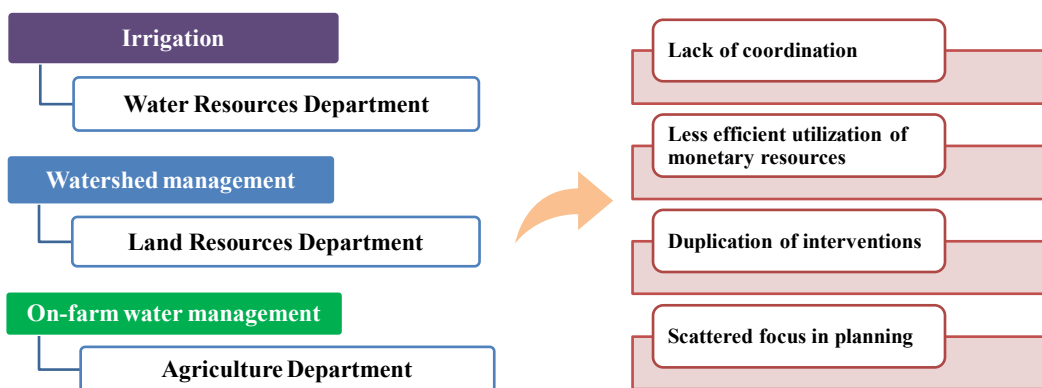 Irrigation
Water Resources Department
Watershed management
Land Resources Department
On-farm water management
Agriculture Department
Lack of coordination
Less efficient utilization of
monetary resources
Duplication of interventions
Scattered focus in planning